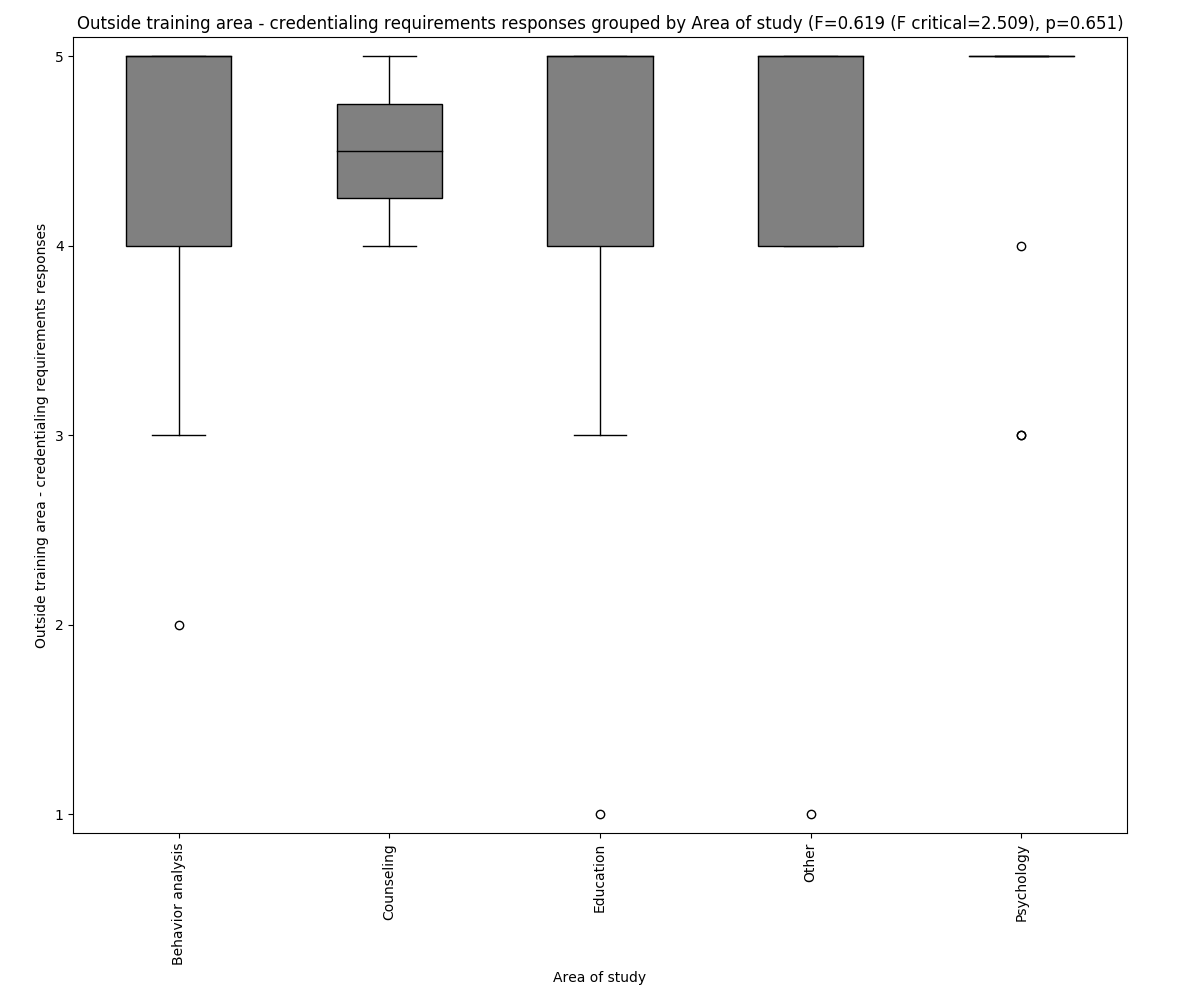 Outside training area - credentialing requirements responses grouped by Area of study (F=0.619 (F critical=2.509), p=0.651)
Outside training area - credentialing requirements responses
5
4
3
2
1
Behavior analysis
Counseling
Education
Other
Psychology
Area of study